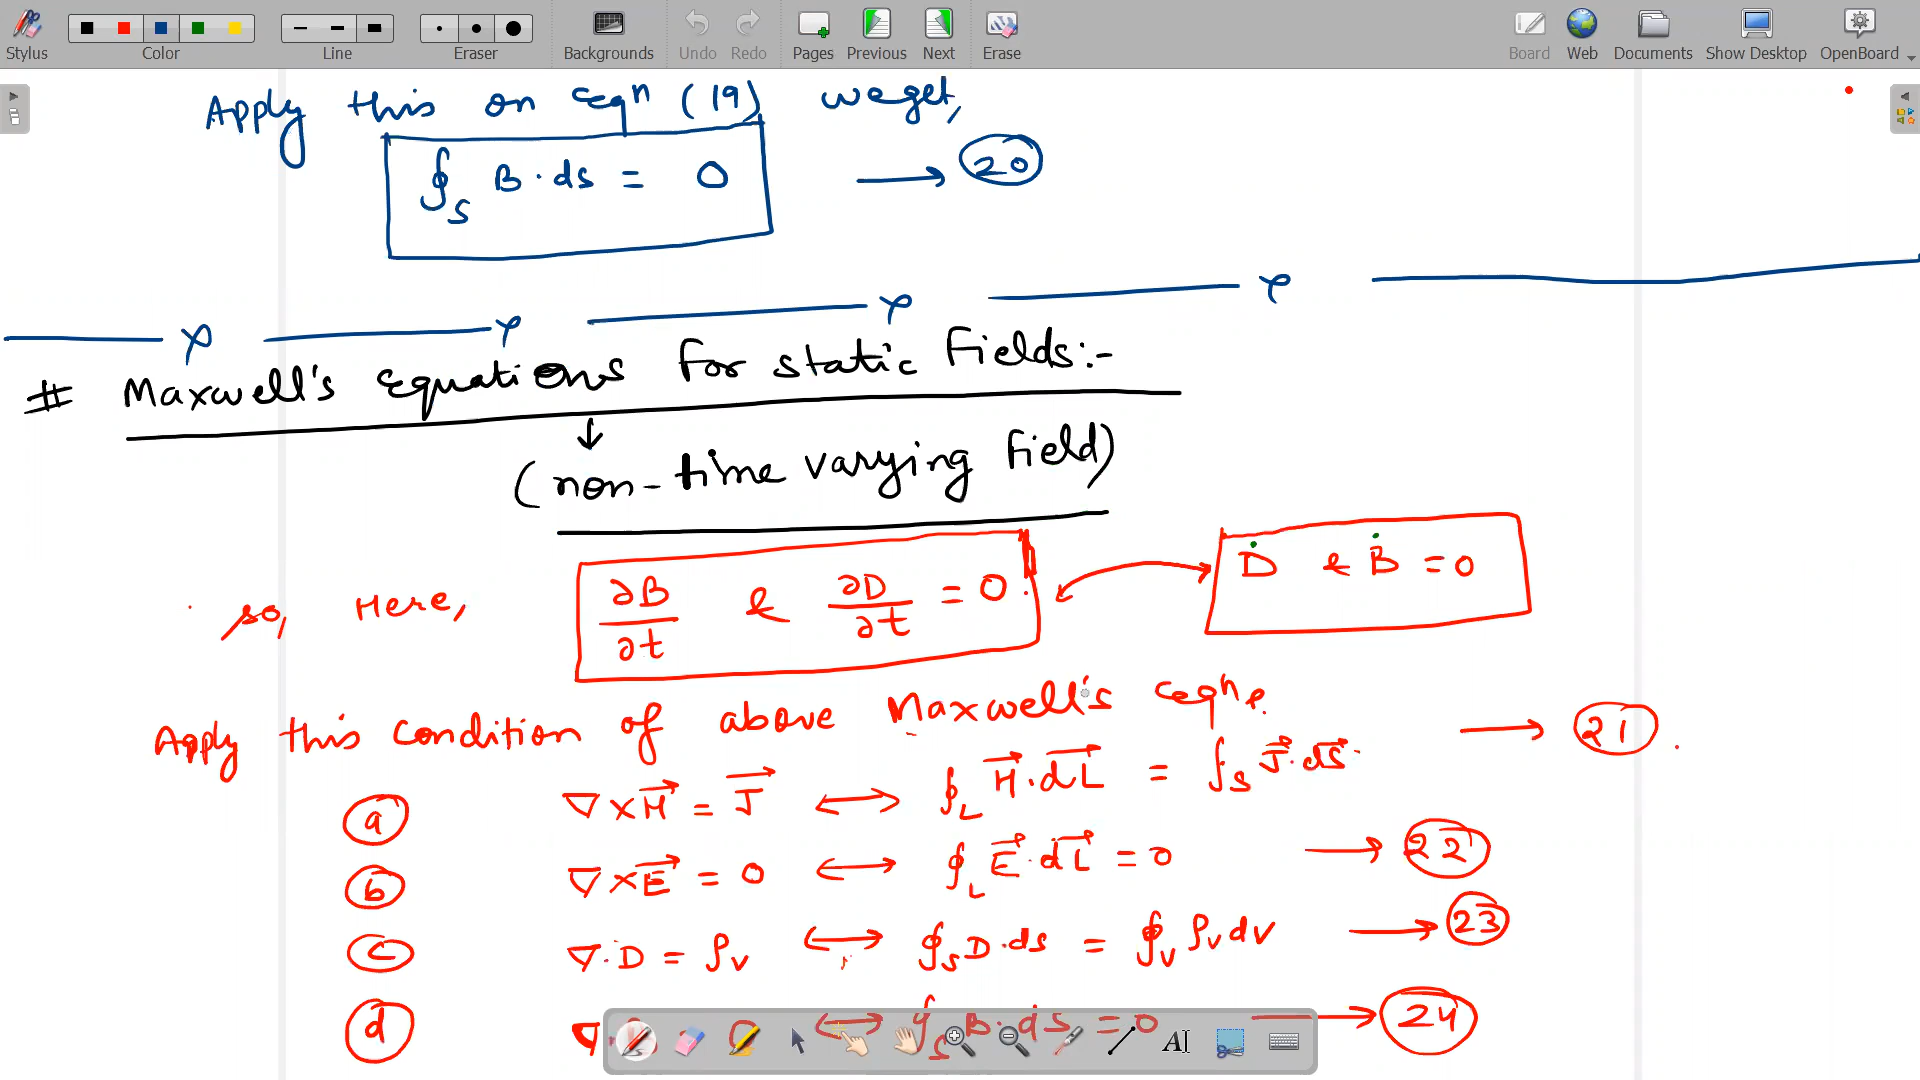 Stylus Color Line Eraser Backgrounds Undo Redo Pages Previous Next Erase Board Web Documents Show Desktop OpenBoard
Apply this on eqn (19) we get,
∮S B·ds = 0 → 20
# Maxwell's equations for static Fields:-
↓
(non-time varying Field)
so, Here, ∂B/∂t & ∂D/∂t = 0 ↔ Ḋ & Ḃ = 0
Apply this condition of above Maxwell's eqns.
(a) ∇×H⃗ = J⃗ ↔ ∮L H⃗·dL⃗ = ∫S J⃗·dS⃗ → 21
(b) ∇×E⃗ = 0 ↔ ∮L E⃗·dL⃗ = 0 → 22
(c) ∇·D = ρv ↔ ∮S D·ds = ∮V ρv dv → 23
(d) ∇ ↔ ∮S B·ds = 0 → 24